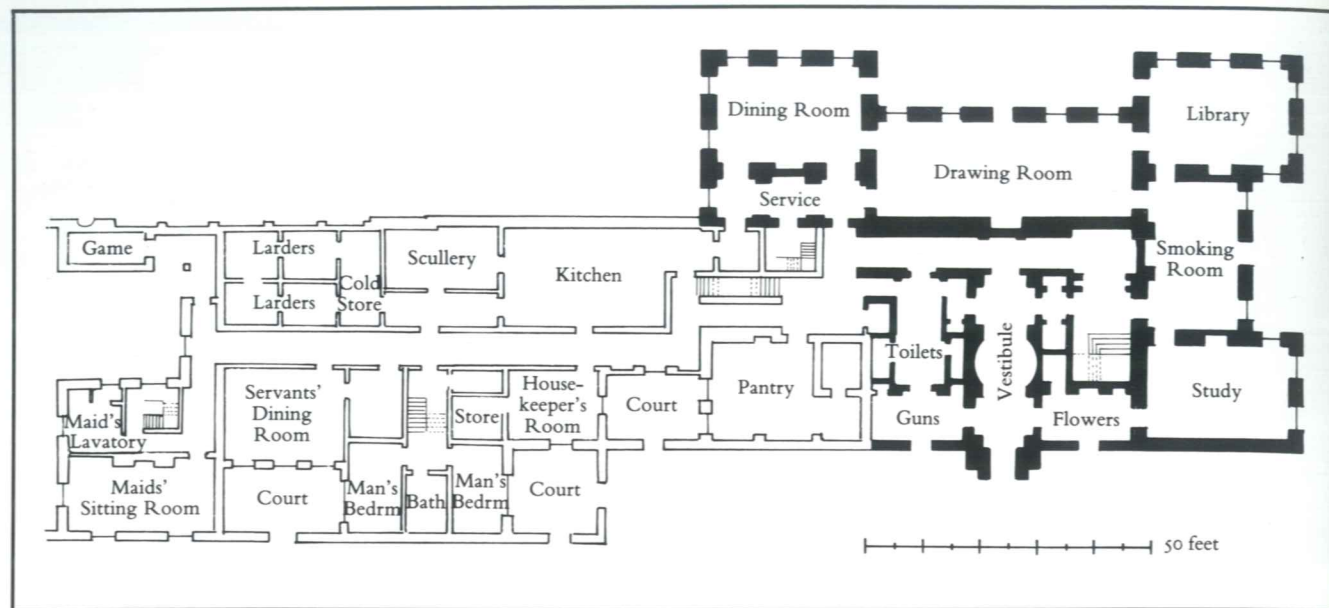 Dining Room
Library
Drawing Room
Service
Game
Larders
Scullery
Kitchen
Smoking
Room
Larders
Cold
Store
Vestibule
Toilets
Servants'
Dining
Room
House-
keeper's
Room
Store
Court
Pantry
Study
Maid's
Lavatory
Guns
Flowers
Maids'
Sitting Room
Court
Man's
Bedrm
Bath
Man's
Bedrm
Court
50 feet